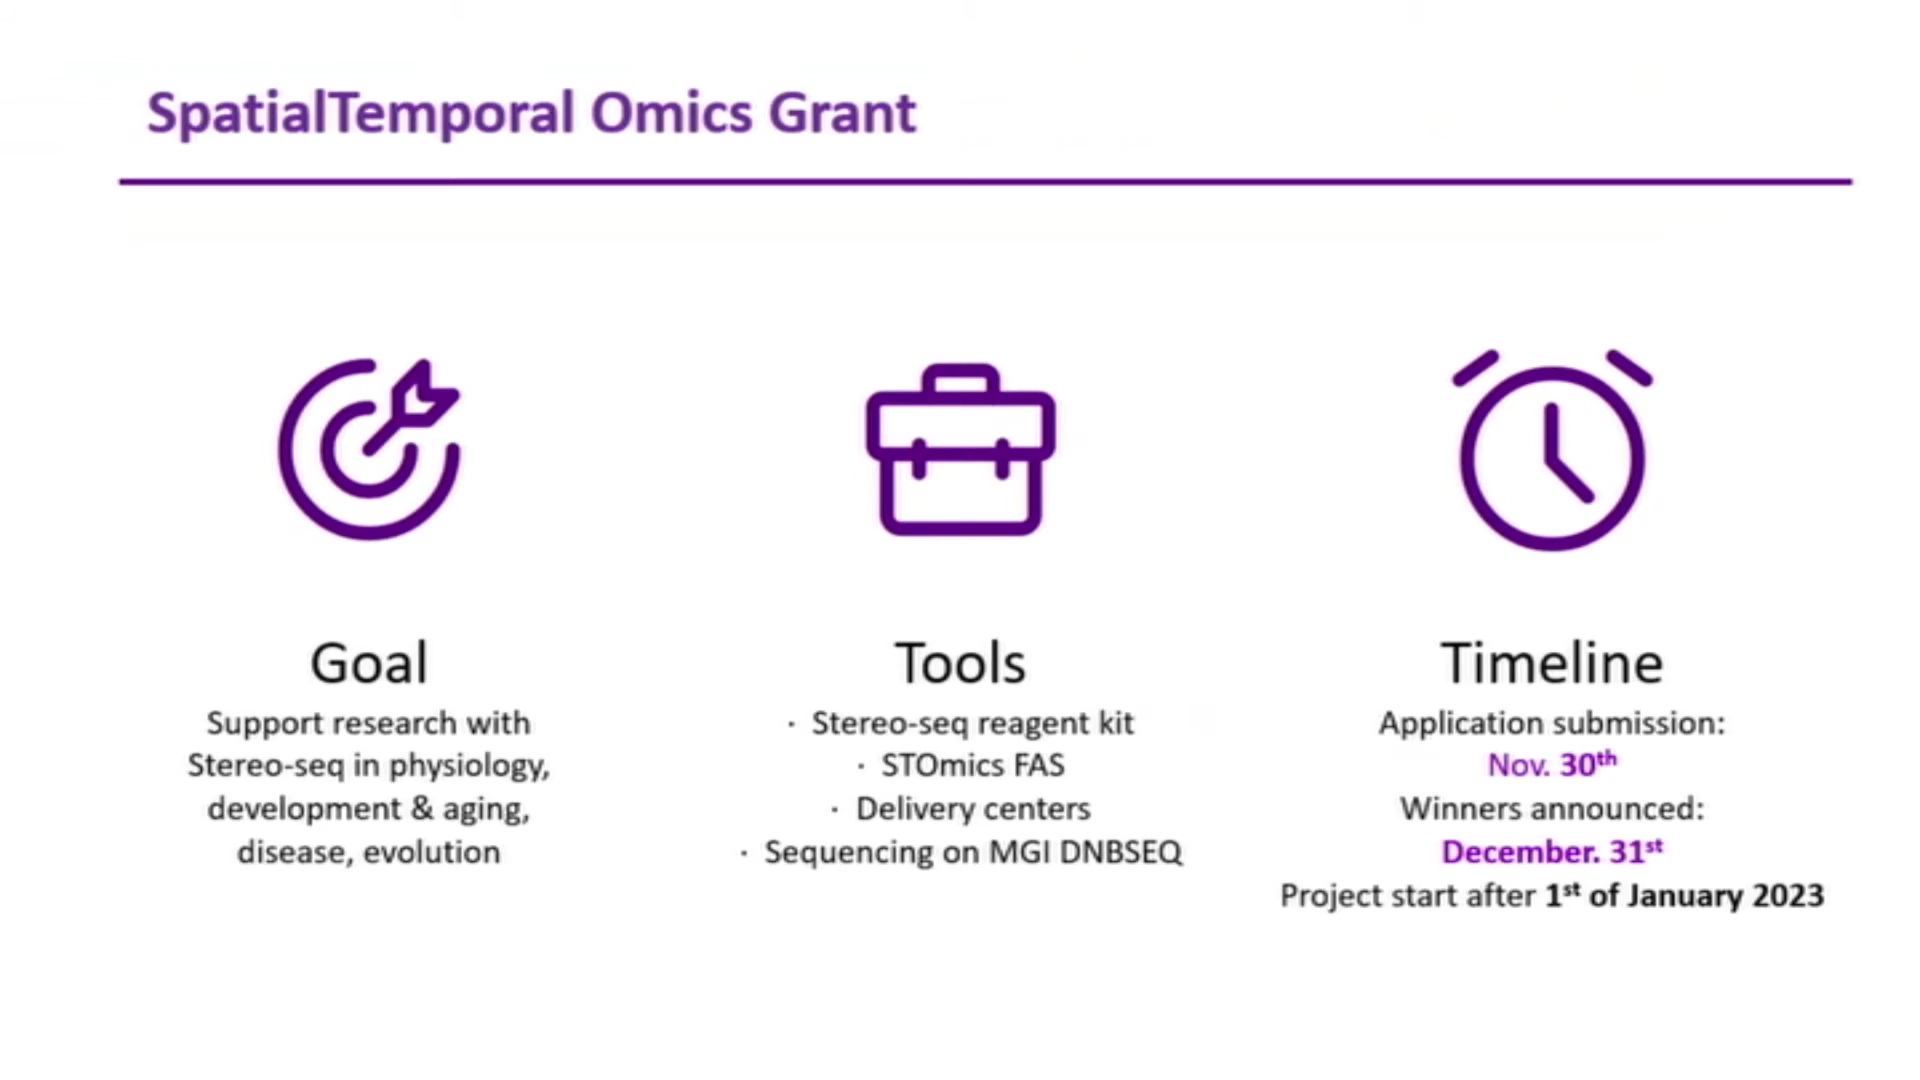 SpatialTemporal Omics Grant
Goal
Support research with
Stereo-seq in physiology,
development & aging,
disease, evolution
Tools
· Stereo-seq reagent kit
· STOmics FAS
· Delivery centers
· Sequencing on MGI DNBSEQ
Timeline
Application submission:
Nov. 30th
Winners announced:
December. 31st
Project start after 1st of January 2023